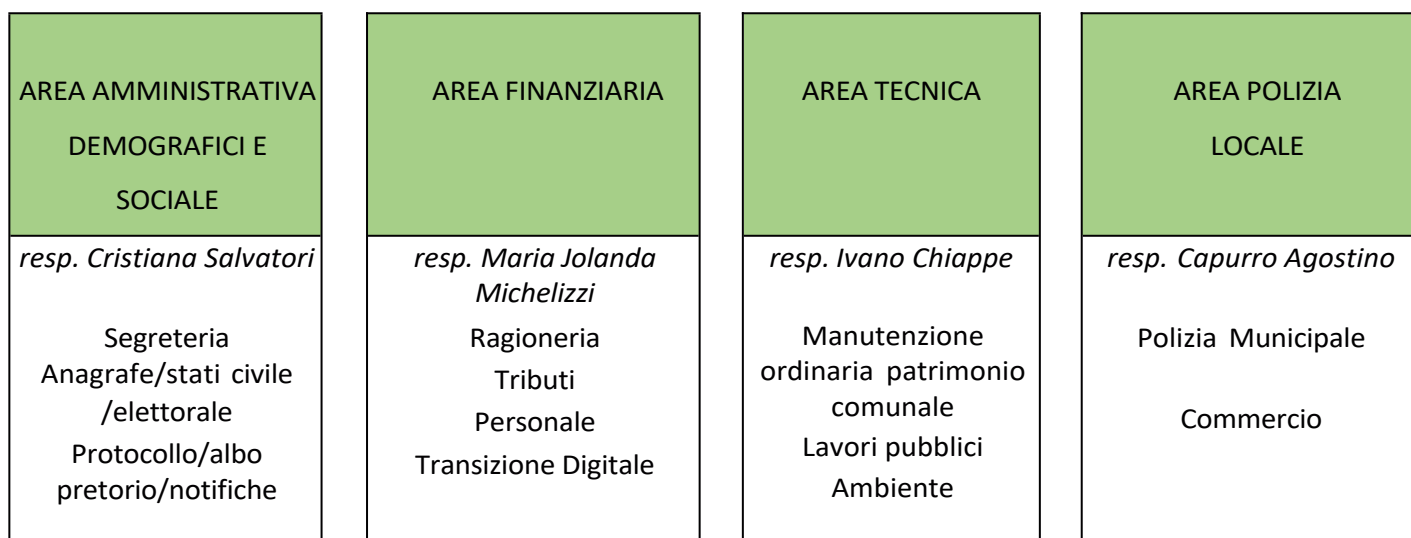 AREA AMMINISTRATIVA
DEMOGRAFICI E
SOCIALE
resp. Cristiana Salvatori
Segreteria
Anagrafe/stati civile
/elettorale
Protocollo/albo
pretorio/notifiche
AREA FINANZIARIA
resp. Maria Jolanda
Michelizzi
Ragioneria
Tributi
Personale
Transizione Digitale
AREA TECNICA
resp. Ivano Chiappe
Manutenzione
ordinaria patrimonio
comunale
Lavori pubblici
Ambiente
AREA POLIZIA
LOCALE
resp. Capurro Agostino
Polizia Municipale
Commercio